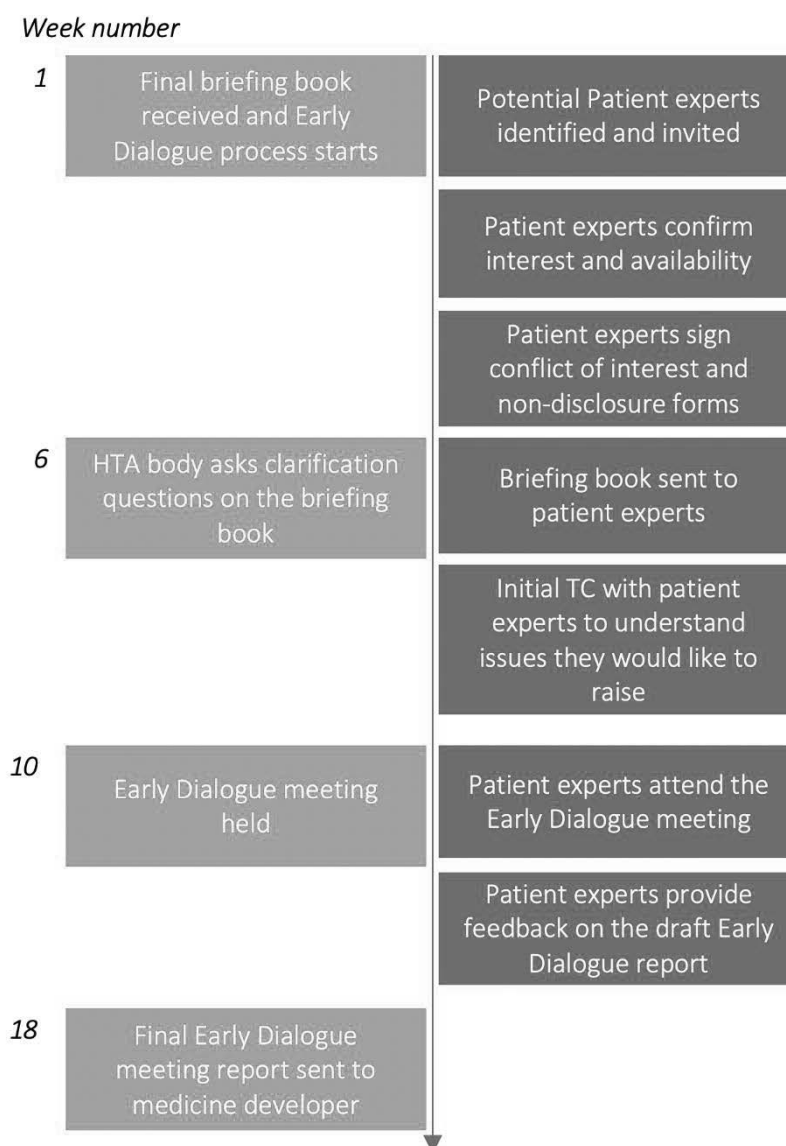 Week number
1
Final briefing book
received and Early
Dialogue process starts
Potential Patient experts
identified and invited
Patient experts confirm
interest and availability
Patient experts sign
conflict of interest and
non-disclosure forms
6
HTA body asks clarification
questions on the briefing
book
Briefing book sent to
patient experts
Initial TC with patient
experts to understand
issues they would like to
raise
10
Early Dialogue meeting
held
Patient experts attend the
Early Dialogue meeting
Patient experts provide
feedback on the draft Early
Dialogue report
18
Final Early Dialogue
meeting report sent to
medicine developer